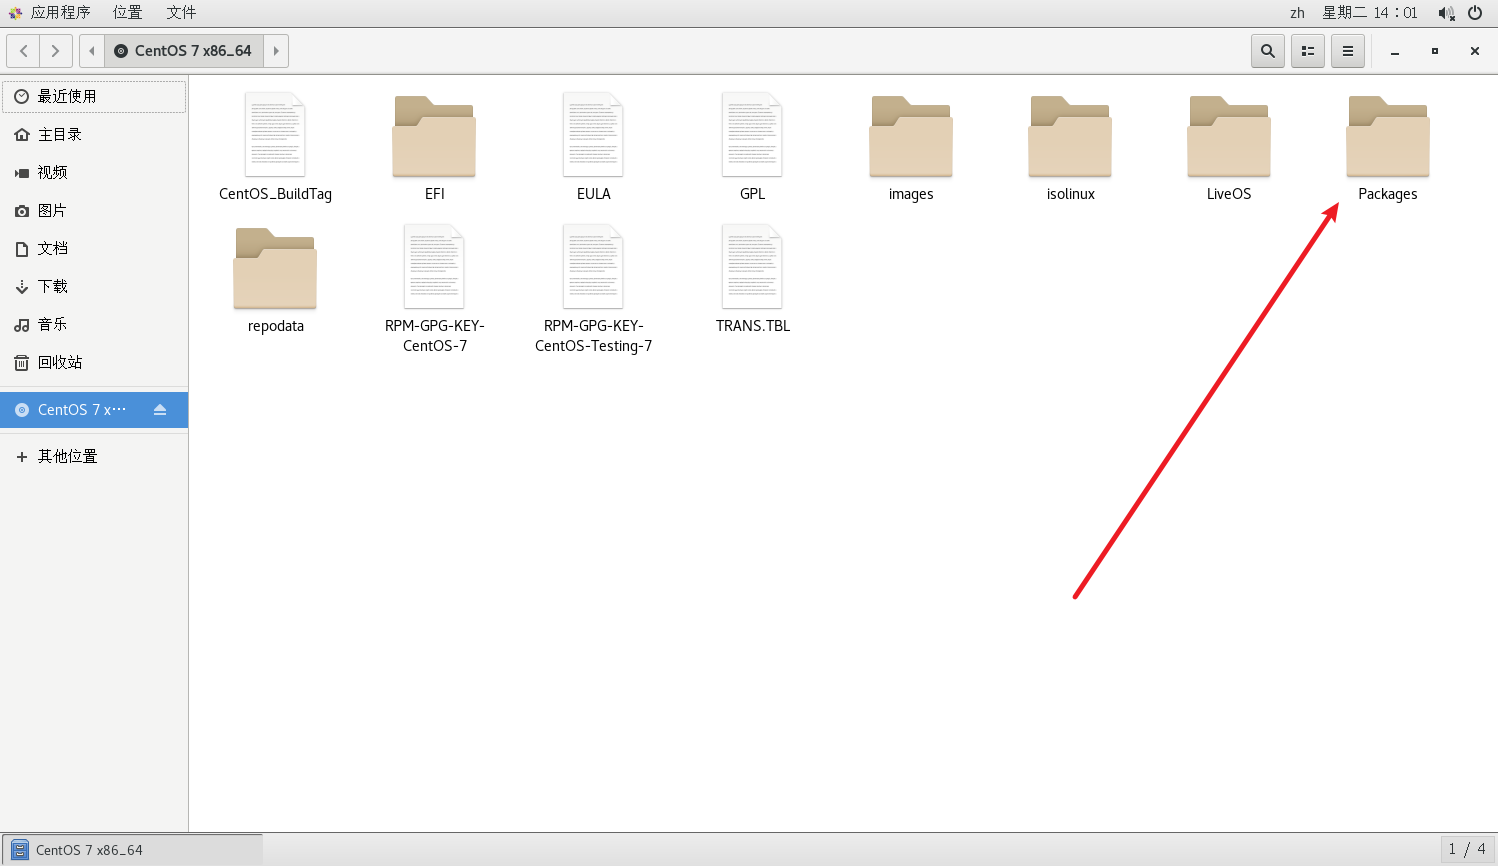 应用程序 位置 文件 zh 星期二 14：01
CentOS 7 x86_64
最近使用
主目录
视频
图片
文档
下载
音乐
回收站
CentOS 7 x···
其他位置
CentOS_BuildTag EFI EULA GPL images isolinux LiveOS Packages
repodata RPM-GPG-KEY-CentOS-7 RPM-GPG-KEY-CentOS-Testing-7 TRANS.TBL
CentOS 7 x86_64 1 / 4